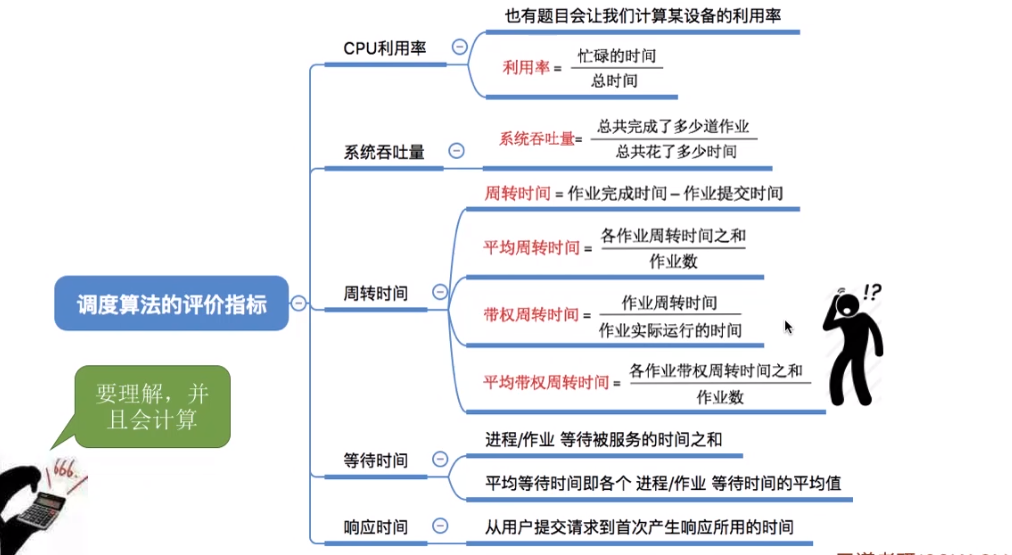 也有题目会让我们计算某设备的利用率
CPU利用率
利用率= 忙碌的时间
总时间
系统吞吐量
系统吞吐量= 总共完成了多少道作业
总共花了多少时间
周转时间
周转时间=作业完成时间–作业提交时间
平均周转时间= 各作业周转时间之和
作业数
带权周转时间= 作业周转时间
作业实际运行的时间
平均带权周转时间= 各作业带权周转时间之和
作业数
调度算法的评价指标
!?
要理解，并
且会计算
666.
等待时间
进程/作业 等待被服务的时间之和
平均等待时间即各个 进程/作业 等待时间的平均值
响应时间
从用户提交请求到首次产生响应所用的时间